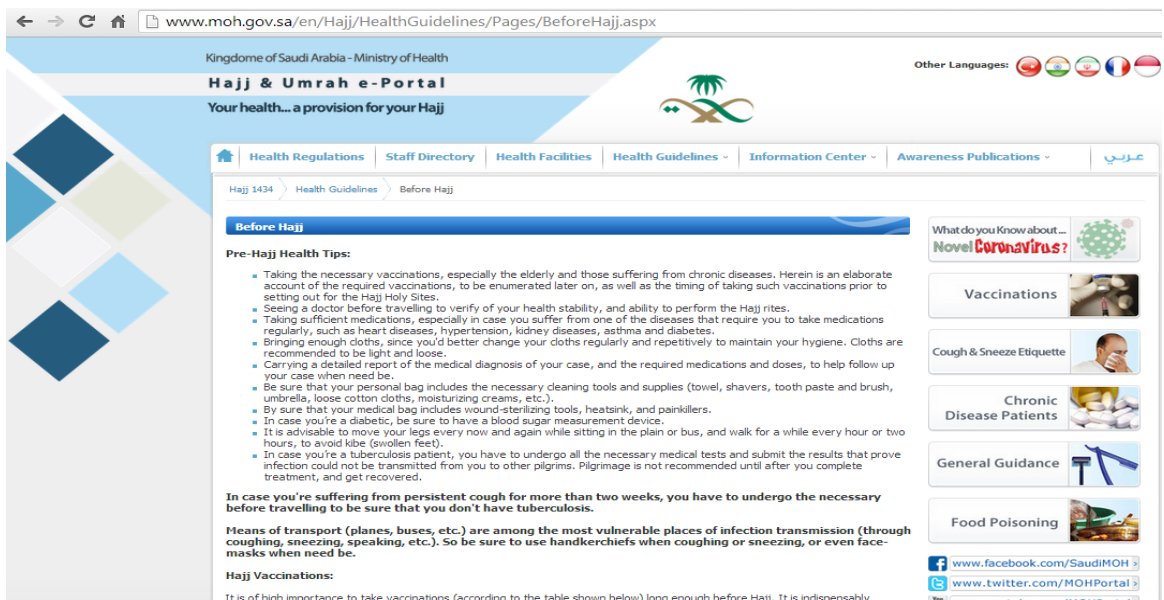 www.moh.gov.sa/en/Hajj/HealthGuidelines/Pages/BeforeHajj.aspx
Kingdome of Saudi Arabia - Ministry of Health
Hajj & Umrah e-Portal
Your health... a provision for your Hajj
Other Languages:
Health Regulations
Staff Directory
Health Facilities
Health Guidelines
Information Center
Awareness Publications
عربي
Hajj 1434
Health Guidelines
Before Hajj
Before Hajj
Pre-Hajj Health Tips:
Taking the necessary vaccinations, especially the elderly and those suffering from chronic diseases. Herein is an elaborate
account of the required vaccinations, to be enumerated later on, as well as the timing of taking such vaccinations prior to
setting out for the Hajj Holy Sites.
Seeing a doctor before travelling to verify of your health stability, and ability to perform the Hajj rites.
Taking sufficient medications, especially in case you suffer from one of the diseases that require you to take medications
regularly, such as heart diseases, hypertension, kidney diseases, asthma and diabetes.
Bringing enough cloths, since you'd better change your cloths regularly and repetitively to maintain your hygiene. Cloths are
recommended to be light and loose.
Carrying a detailed report of the medical diagnosis of your case, and the required medications and doses, to help follow up
your case when need be.
Be sure that your personal bag includes the necessary cleaning tools and supplies (towel, shavers, tooth paste and brush,
umbrella, loose cotton cloths, moisturizing creams, etc.).
By sure that your medical bag includes wound-sterilizing tools, heatsink, and painkillers.
In case you're a diabetic, be sure to have a blood sugar measurement device.
It is advisable to move your legs every now and again while sitting in the plain or bus, and walk for a while every hour or two
hours, to avoid kibe (swollen feet).
In case you're a tuberculosis patient, you have to undergo all the necessary medical tests and submit the results that prove
infection could not be transmitted from you to other pilgrims. Pilgrimage is not recommended until after you complete
treatment, and get recovered.
In case you're suffering from persistent cough for more than two weeks, you have to undergo the necessary
before travelling to be sure that you don't have tuberculosis.
Means of transport (planes, buses, etc.) are among the most vulnerable places of infection transmission (through
coughing, sneezing, speaking, etc.). So be sure to use handkerchiefs when coughing or sneezing, or even face-
masks when need be.
Hajj Vaccinations:
It is of high importance to take vaccinations (according to the table shown below) long enough before Hajj. It is indispensably
What do you Know about...
Novel Coronavirus?
Vaccinations
Cough & Sneeze Etiquette
Chronic
Disease Patients
General Guidance
Food Poisoning
www.facebook.com/SaudiMOH
www.twitter.com/MOHPortal